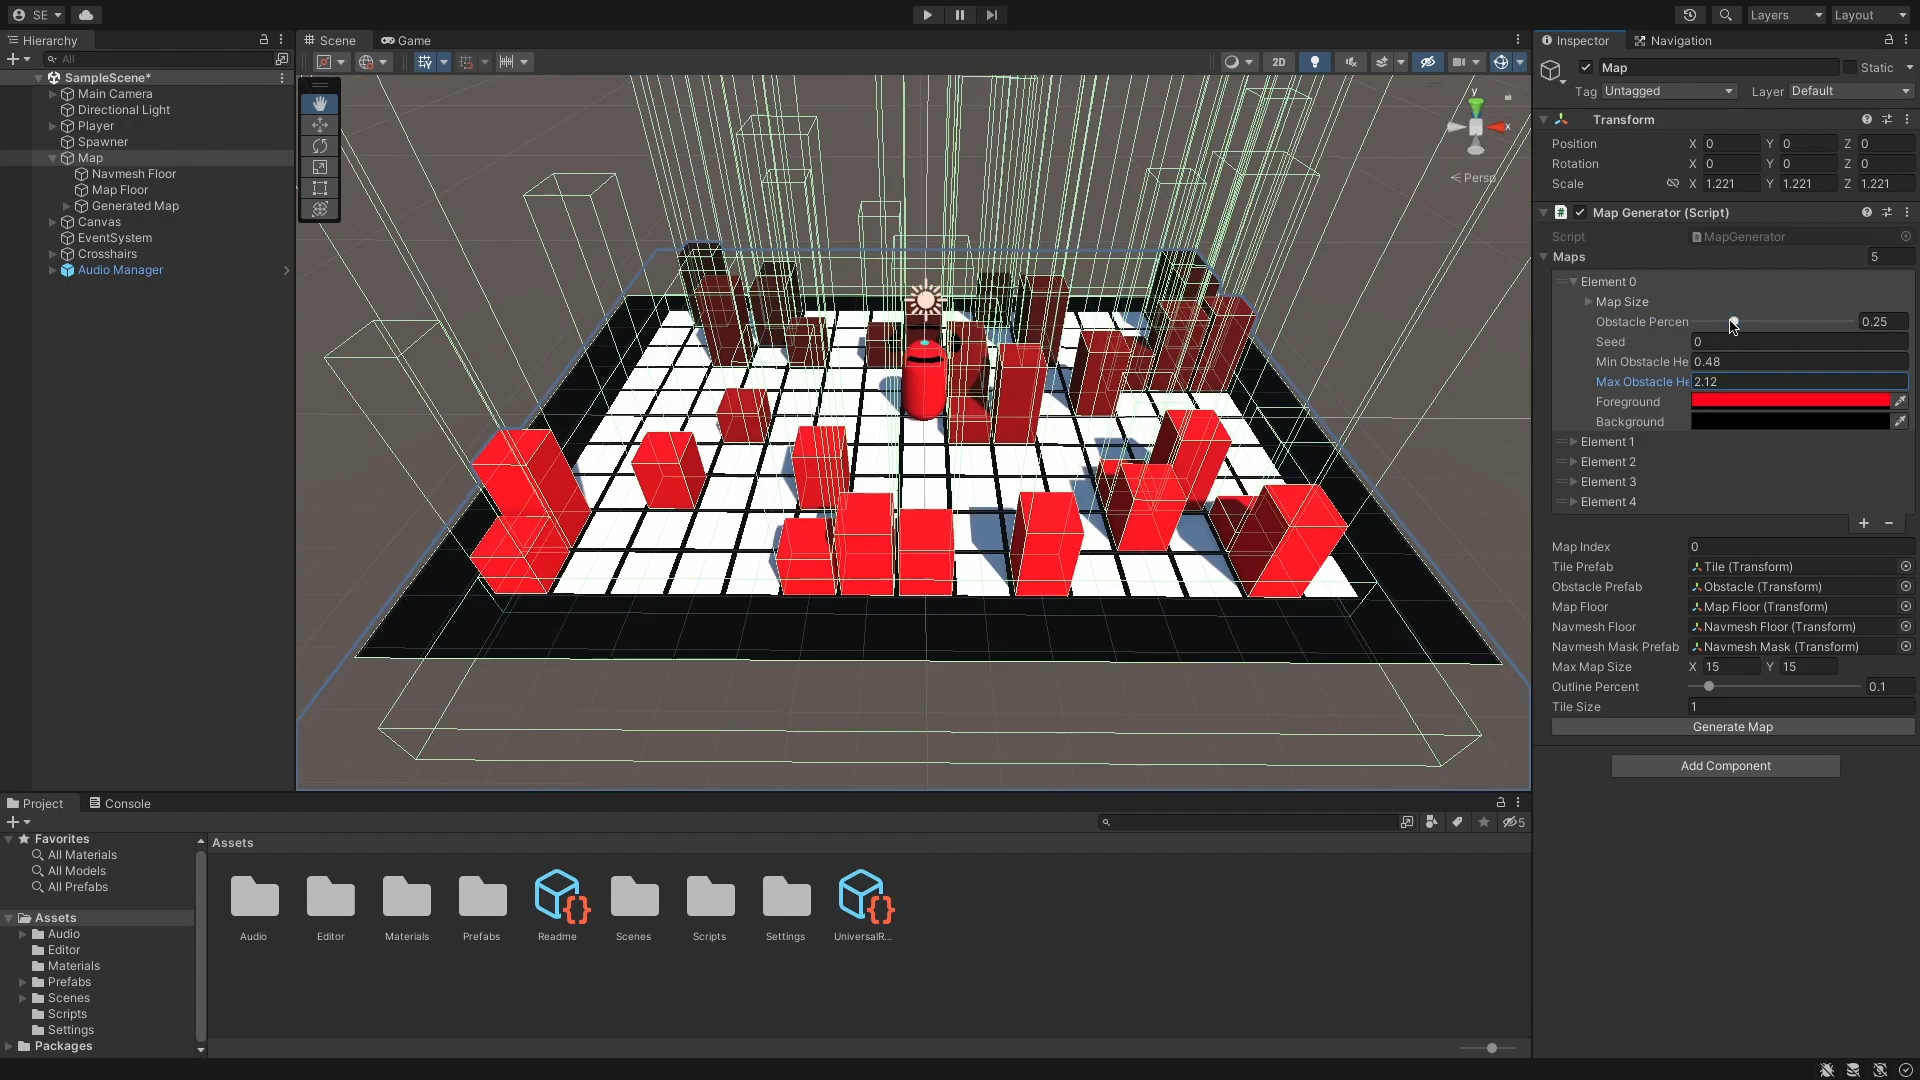 SE
Layers
Layout
Hierarchy
All
SampleScene*
Main Camera
Directional Light
Player
Spawner
Map
Navmesh Floor
Map Floor
Generated Map
Canvas
EventSystem
Crosshairs
Audio Manager
Scene
Game
2D
y
x
Persp
Inspector
Navigation
Map
Static
Tag
Untagged
Layer
Default
Transform
Position X 0 Y 0 Z 0
Rotation X 0 Y 0 Z 0
Scale X 1.221 Y 1.221 Z 1.221
Map Generator (Script)
Script MapGenerator
Maps 5
Element 0
Map Size
Obstacle Percen 0.25
Seed 0
Min Obstacle He 0.48
Max Obstacle He 2.12
Foreground
Background
Element 1
Element 2
Element 3
Element 4
Map Index 0
Tile Prefab Tile (Transform)
Obstacle Prefab Obstacle (Transform)
Map Floor Map Floor (Transform)
Navmesh Floor Navmesh Floor (Transform)
Navmesh Mask Prefab Navmesh Mask (Transform)
Max Map Size X 15 Y 15
Outline Percent 0.1
Tile Size 1
Generate Map
Add Component
Project
Console
5
Favorites
All Materials
All Models
All Prefabs
Assets
Audio
Editor
Materials
Prefabs
Scenes
Scripts
Settings
Packages
Assets
Audio
Editor
Materials
Prefabs
Readme
Scenes
Scripts
Settings
UniversalR...